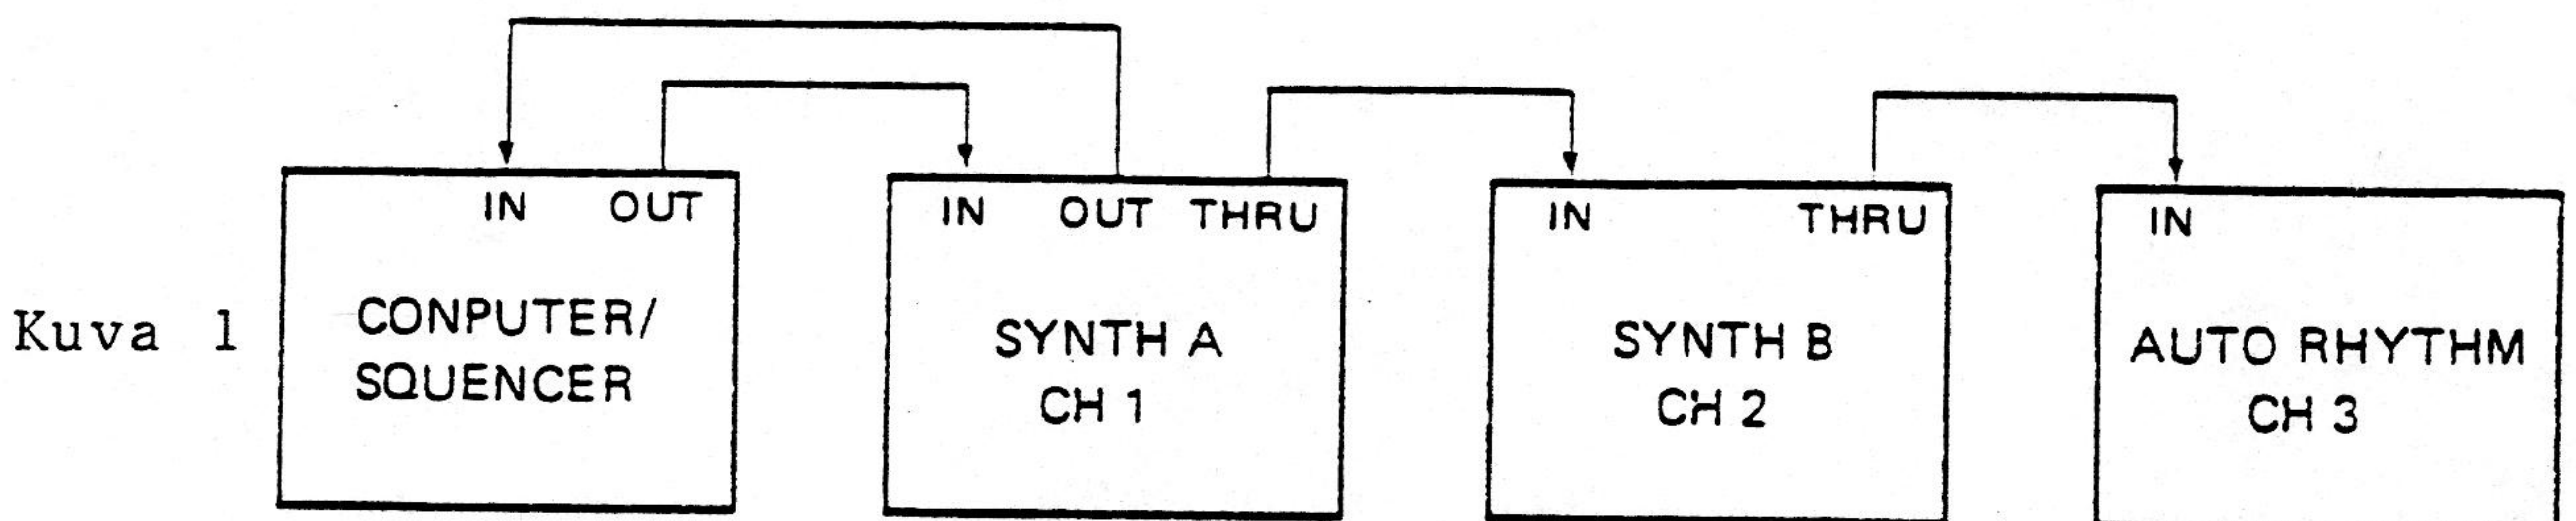 IN OUT
IN OUT THRU
IN THRU
IN
Kuva 1
CONPUTER/
SQUENCER
SYNTH A
CH 1
SYNTH B
CH 2
AUTO RHYTHM
CH 3